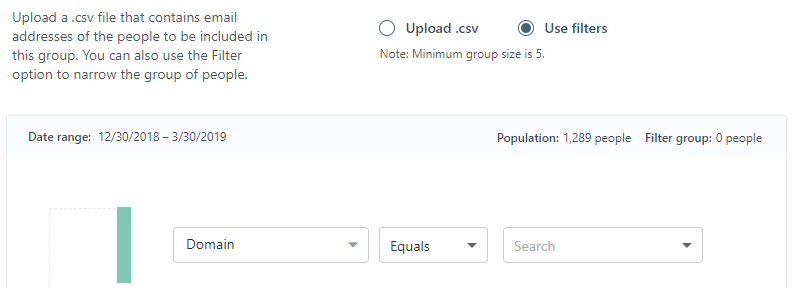 Upload a .csv file that contains email
addresses of the people to be included in
this group. You can also use the Filter
option to narrow the group of people.
Upload .csv
Use filters
Note: Minimum group size is 5.
Date range: 12/30/2018 – 3/30/2019
Population: 1,289 people
Filter group: 0 people
Domain
Equals
Search